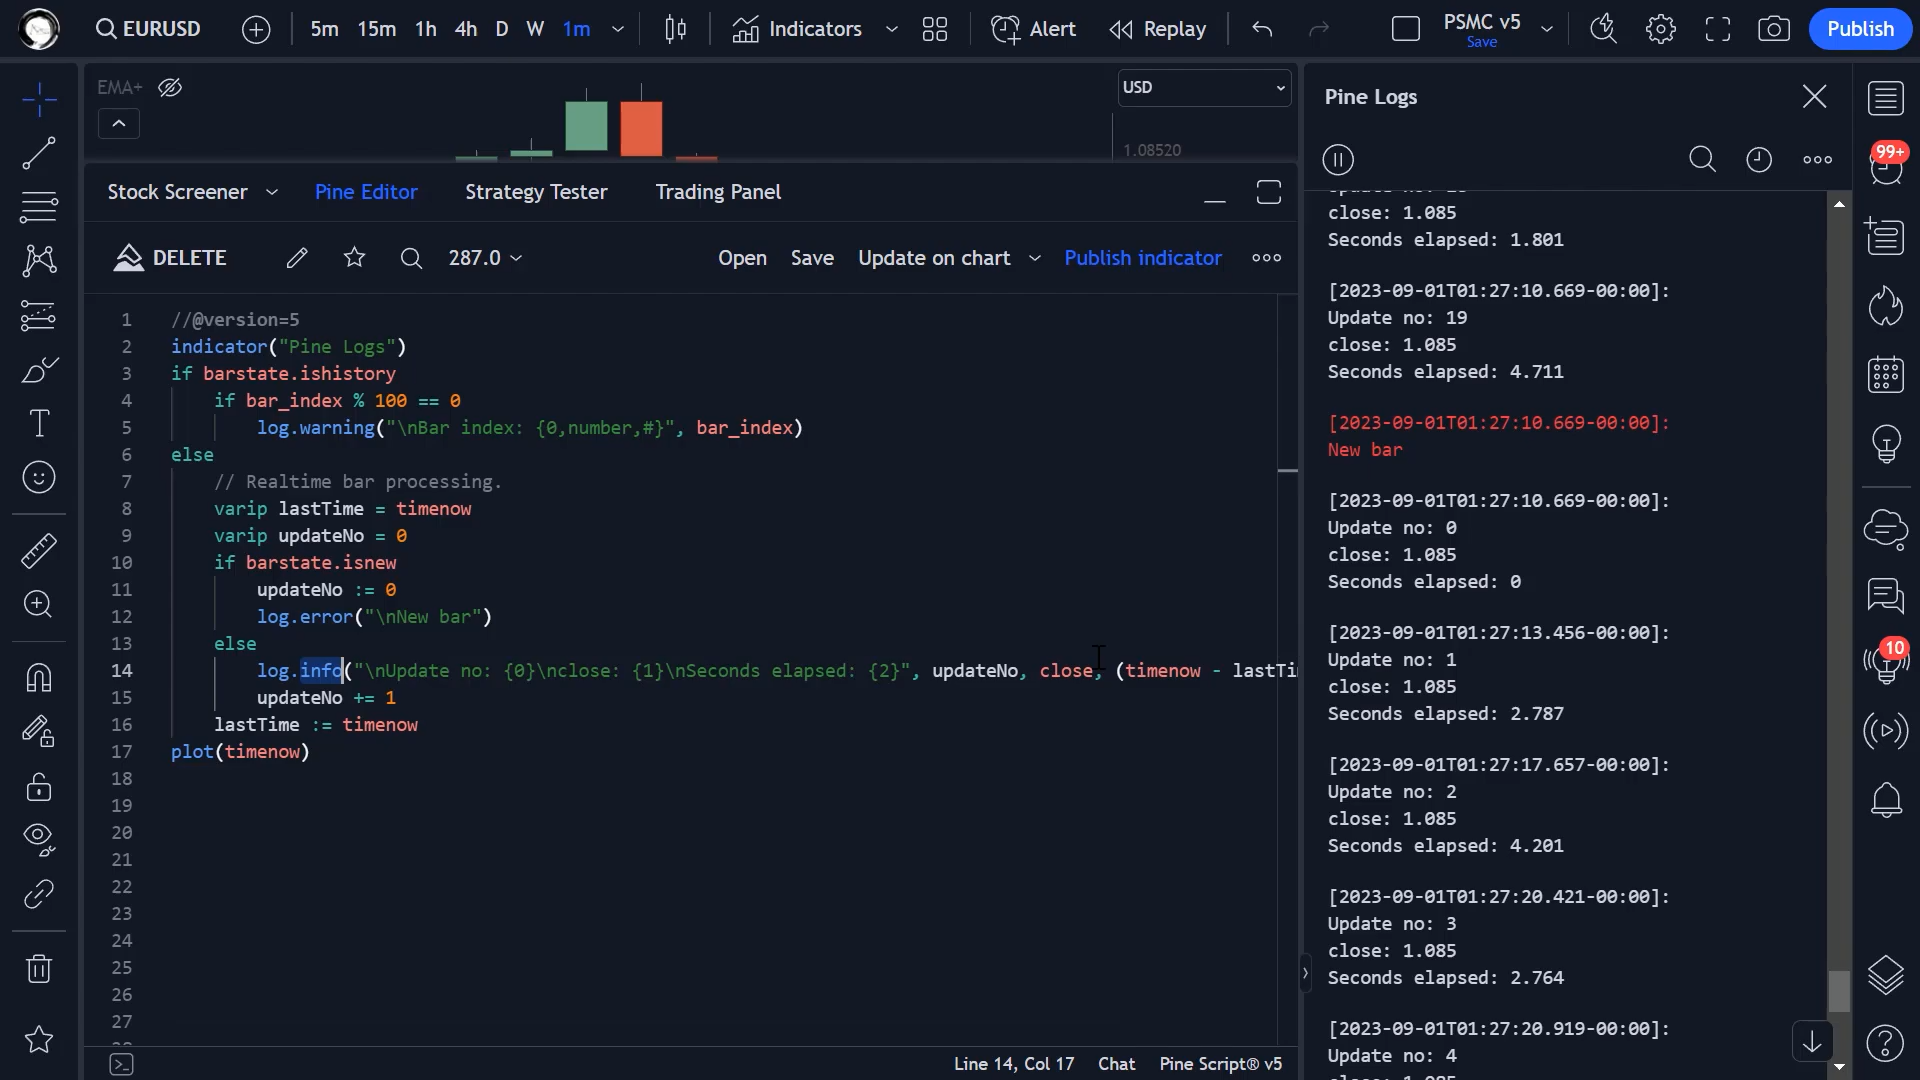 EURUSD 5m 15m 1h 4h D W 1m Indicators Alert Replay PSMC v5 Save Publish
EMA+
USD
1.08520
Stock Screener Pine Editor Strategy Tester Trading Panel
DELETE 287.0 Open Save Update on chart Publish indicator
1 //@version=5
2 indicator("Pine Logs")
3 if barstate.ishistory
4 if bar_index % 100 == 0
5 log.warning("\nBar index: {0,number,#}", bar_index)
6 else
7 // Realtime bar processing.
8 varip lastTime = timenow
9 varip updateNo = 0
10 if barstate.isnew
11 updateNo := 0
12 log.error("\nNew bar")
13 else
14 log.info("\nUpdate no: {0}\nclose: {1}\nSeconds elapsed: {2}", updateNo, close, (timenow - lastTi
15 updateNo += 1
16 lastTime := timenow
17 plot(timenow)
18
19
20
21
22
23
24
25
26
27
Line 14, Col 17 Chat Pine Script® v5
Pine Logs
close: 1.085
Seconds elapsed: 1.801
[2023-09-01T01:27:10.669-00:00]:
Update no: 19
close: 1.085
Seconds elapsed: 4.711
[2023-09-01T01:27:10.669-00:00]:
New bar
[2023-09-01T01:27:10.669-00:00]:
Update no: 0
close: 1.085
Seconds elapsed: 0
[2023-09-01T01:27:13.456-00:00]:
Update no: 1
close: 1.085
Seconds elapsed: 2.787
[2023-09-01T01:27:17.657-00:00]:
Update no: 2
close: 1.085
Seconds elapsed: 4.201
[2023-09-01T01:27:20.421-00:00]:
Update no: 3
close: 1.085
Seconds elapsed: 2.764
[2023-09-01T01:27:20.919-00:00]:
Update no: 4
99+
10